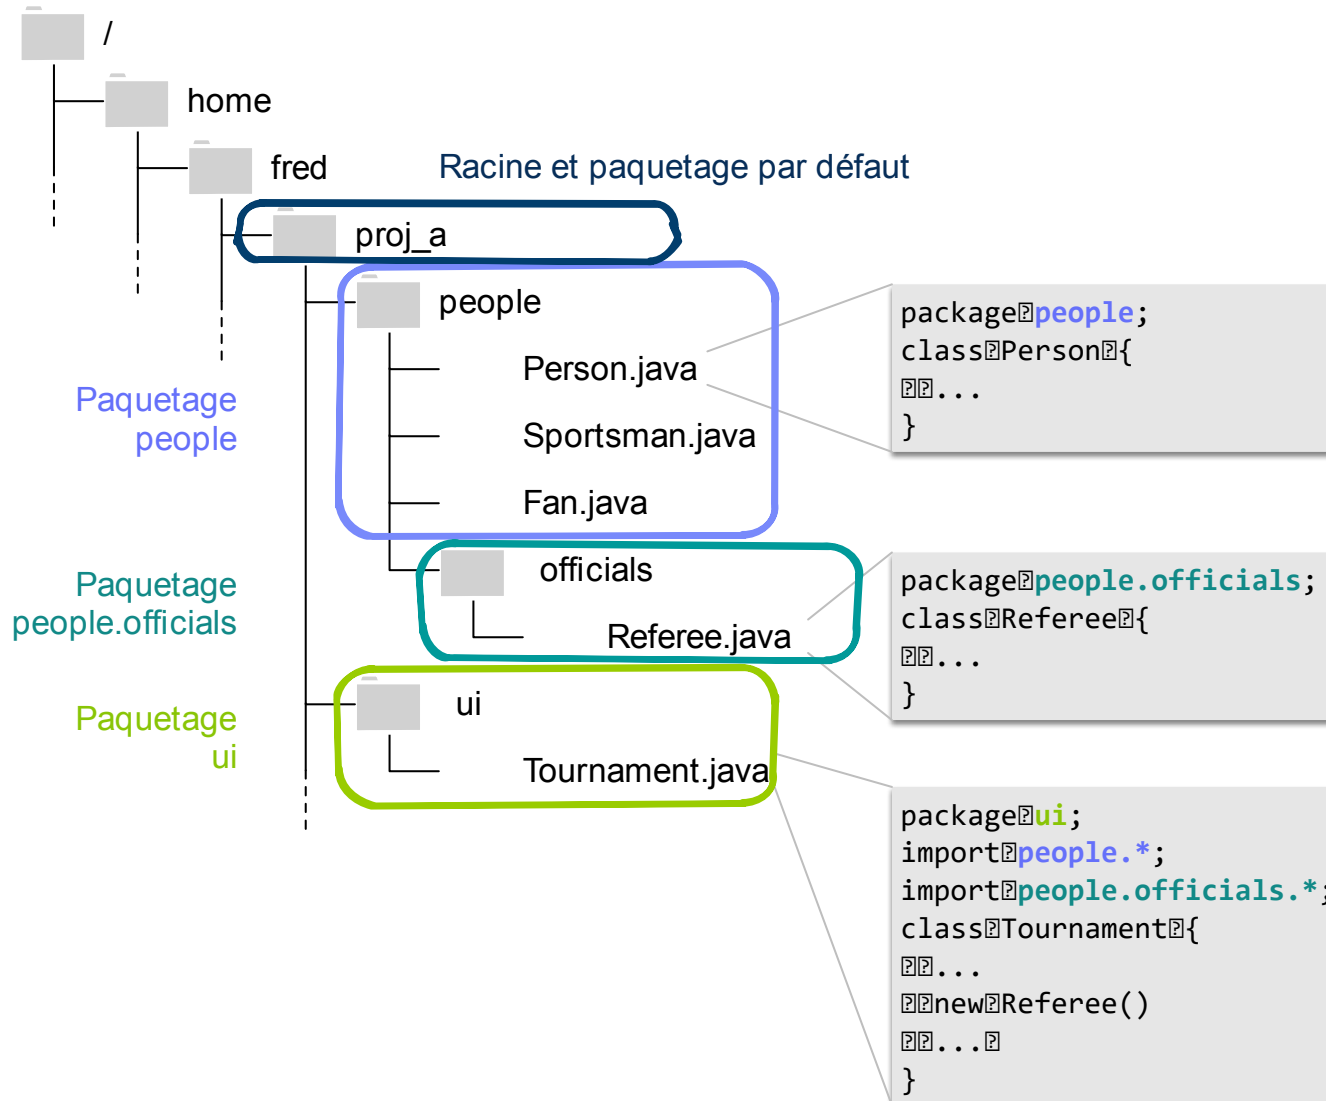 /
home
fred
Racine et paquetage par défaut
proj_a
people
Person.java
Sportsman.java
Fan.java
officials
Referee.java
ui
Tournament.java
Paquetage
people
Paquetage
people.officials
Paquetage
ui
package people;
class Person {
...
}
package people.officials;
class Referee {
...
}
package ui;
import people.*;
import people.officials.*;
class Tournament {
...
new Referee()
...
}